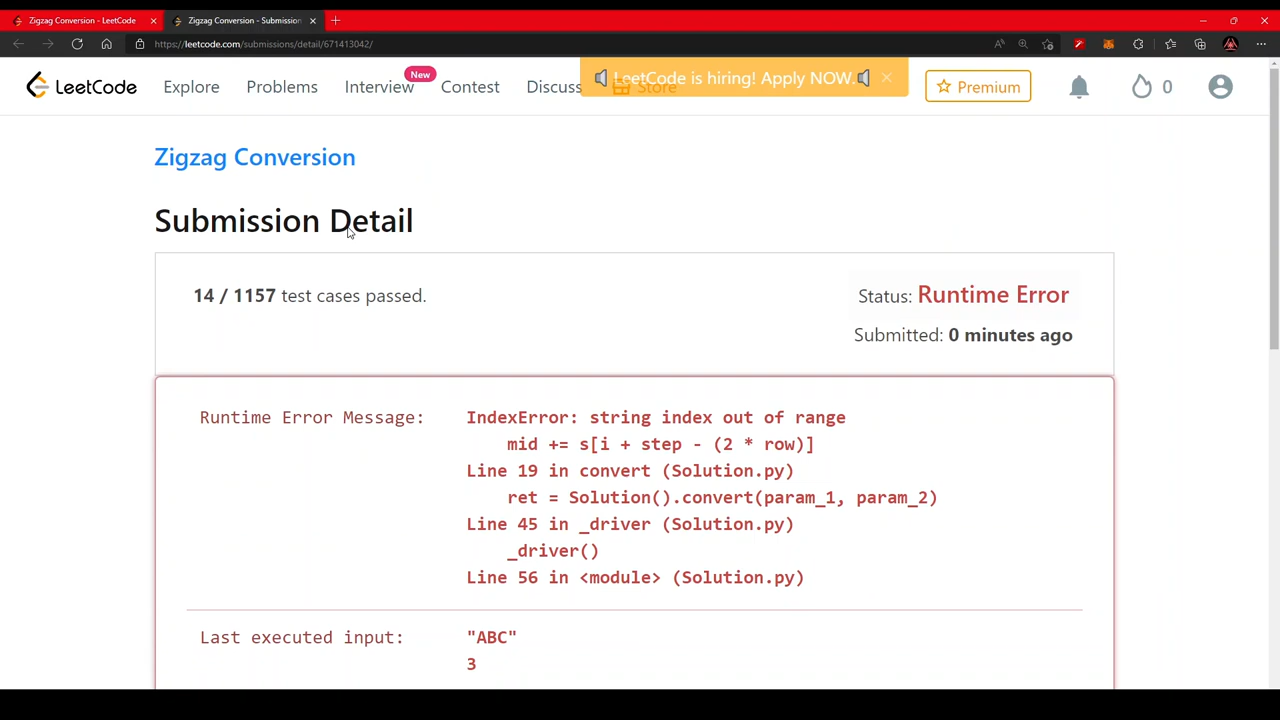 Zigzag Conversion - LeetCode
Zigzag Conversion - Submission
https://leetcode.com/submissions/detail/671413042/
LeetCode
Explore
Problems
Interview
New
Contest
Discuss
Store
LeetCode is hiring! Apply NOW.
Premium
0
Zigzag Conversion
Submission Detail
14 / 1157 test cases passed.
Status: Runtime Error
Submitted: 0 minutes ago
Runtime Error Message:
IndexError: string index out of range
mid += s[i + step - (2 * row)]
Line 19 in convert (Solution.py)
ret = Solution().convert(param_1, param_2)
Line 45 in _driver (Solution.py)
_driver()
Line 56 in <module> (Solution.py)
Last executed input:
"ABC"
3